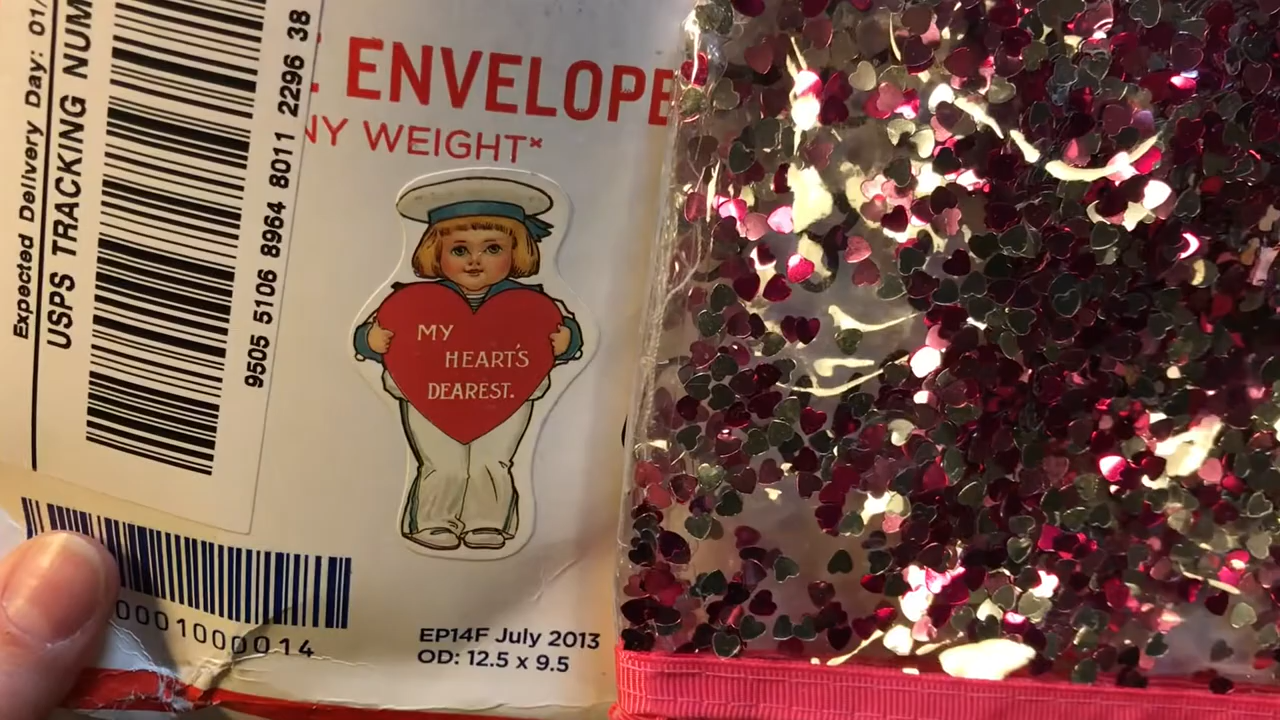 Expected Delivery Day: 01/
USPS TRACKING NUM
9505 5106 8964 8011 2296 38
ENVELOPE
NY WEIGHT*
MY
HEART'S
DEAREST.
0001000014
EP14F July 2013
OD: 12.5 x 9.5